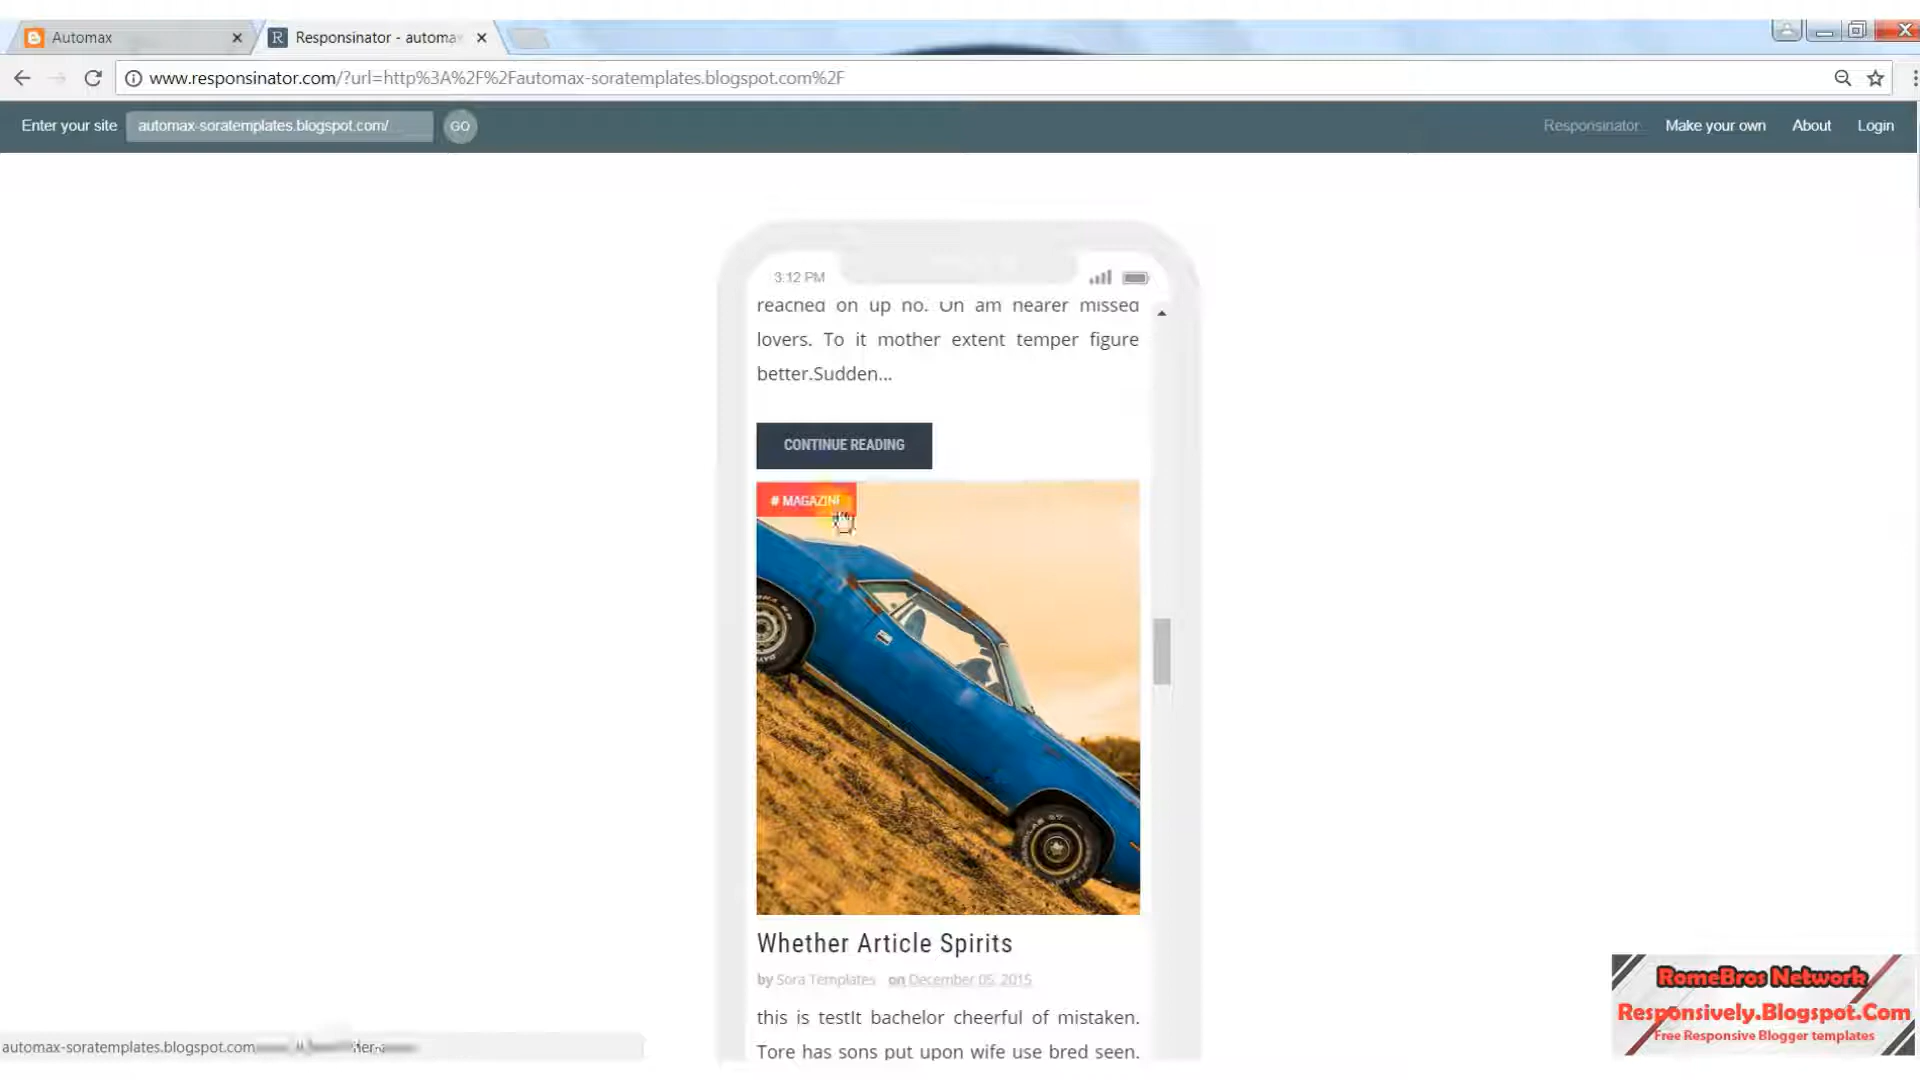 Automax
Responsinator - automax
www.responsinator.com/?url=http%3A%2F%2Fautomax-soratemplates.blogspot.com%2F
Enter your site
automax-soratemplates.blogspot.com/
GO
Responsinator
Make your own
About
Login
3:12 PM
reached on up no. On am nearer missed
lovers. To it mother extent temper figure
better.Sudden...
CONTINUE READING
# MAGAZINE
Whether Article Spirits
by Sora Templates on December 05, 2015
this is testIt bachelor cheerful of mistaken.
Tore has sons put upon wife use bred seen.
automax-soratemplates.blogspot.com
RomeBros Network
Responsively.Blogspot.Com
Free Responsive Blogger templates